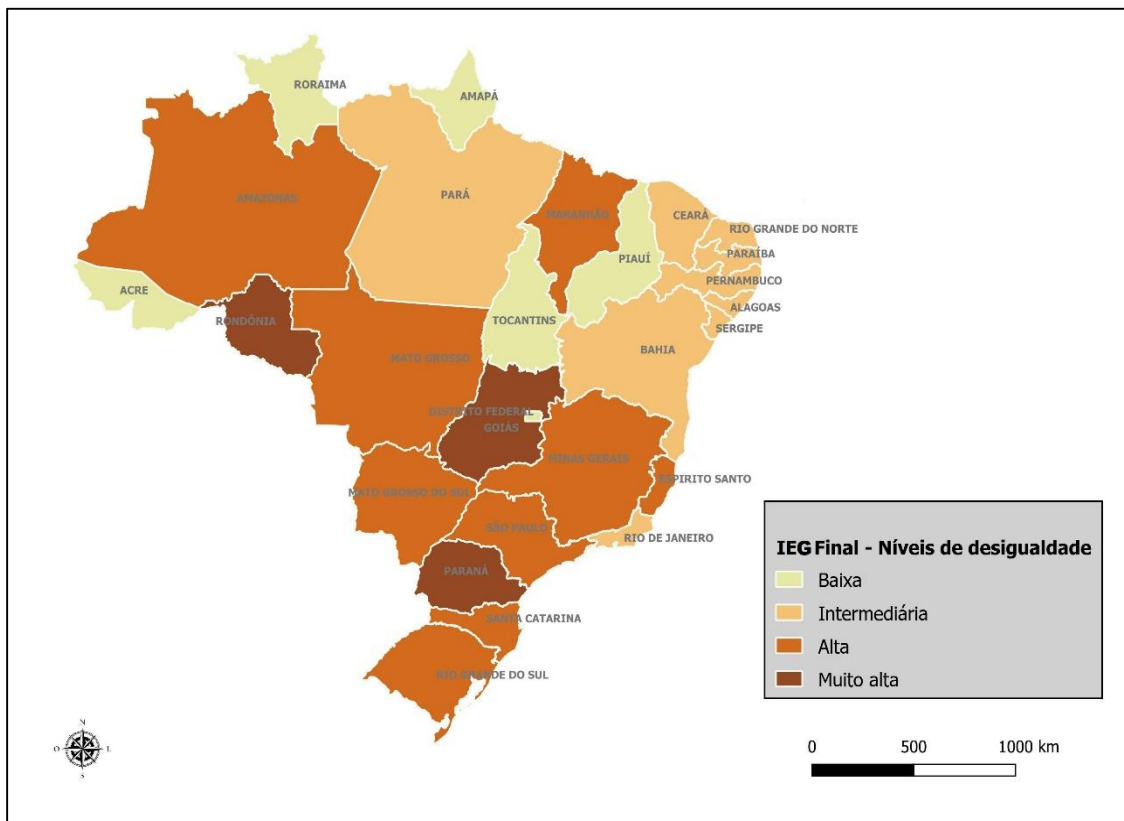 RORAIMA
AMAPÁ
AMAZONAS
PARÁ
MARANHÃO
CEARÁ
RIO GRANDE DO NORTE
PARAÍBA
PIAUÍ
PERNAMBUCO
ACRE
ALAGOAS
RONDÔNIA
TOCANTINS
SERGIPE
BAHIA
MATO GROSSO
DISTRITO FEDERAL
GOIÁS
MINAS GERAIS
ESPIRITO SANTO
MATO GROSSO DO SUL
SÃO PAULO
RIO DE JANEIRO
PARANÁ
SANTA CATARINA
RIO GRANDE DO SUL
IEG Final - Níveis de desigualdade
Baixa
Intermediária
Alta
Muito alta
N
O L
S
0 500 1000 km